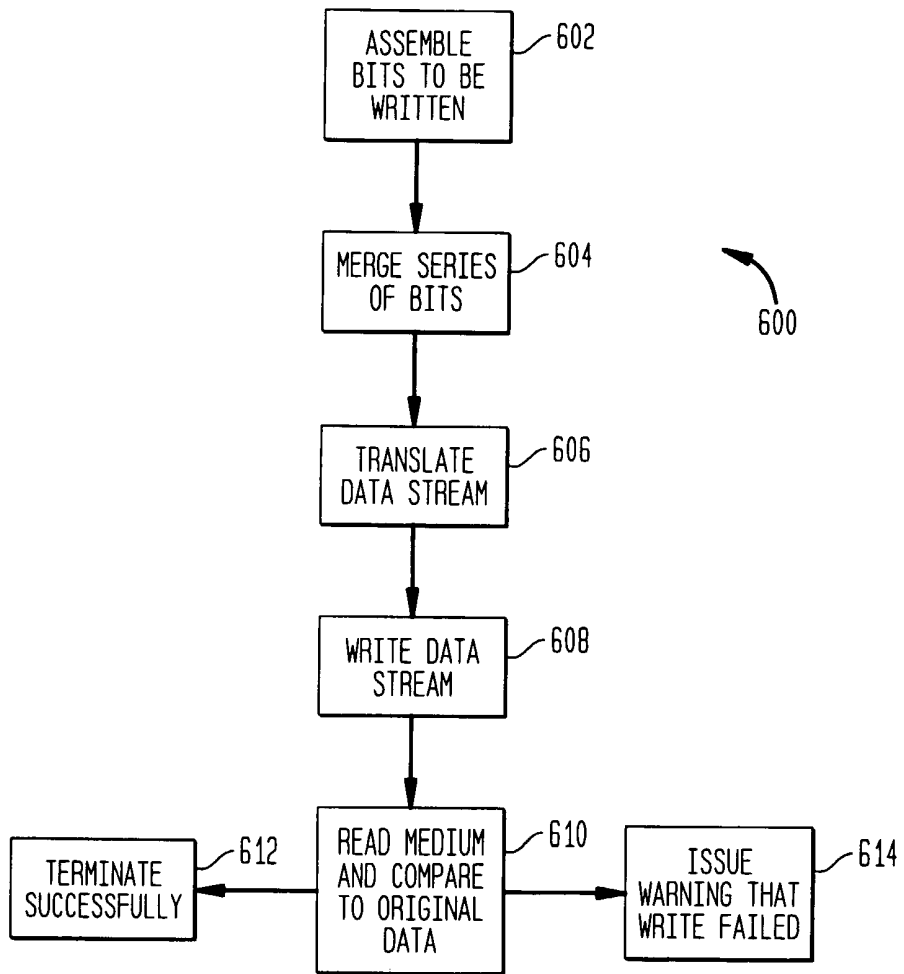 ASSEMBLE
BITS TO BE
WRITTEN
602
MERGE SERIES
OF BITS
604
600
TRANSLATE
DATA STREAM
606
WRITE DATA
STREAM
608
TERMINATE
SUCCESSFULLY
612
READ MEDIUM
AND COMPARE
TO ORIGINAL
DATA
610
ISSUE
WARNING THAT
WRITE FAILED
614